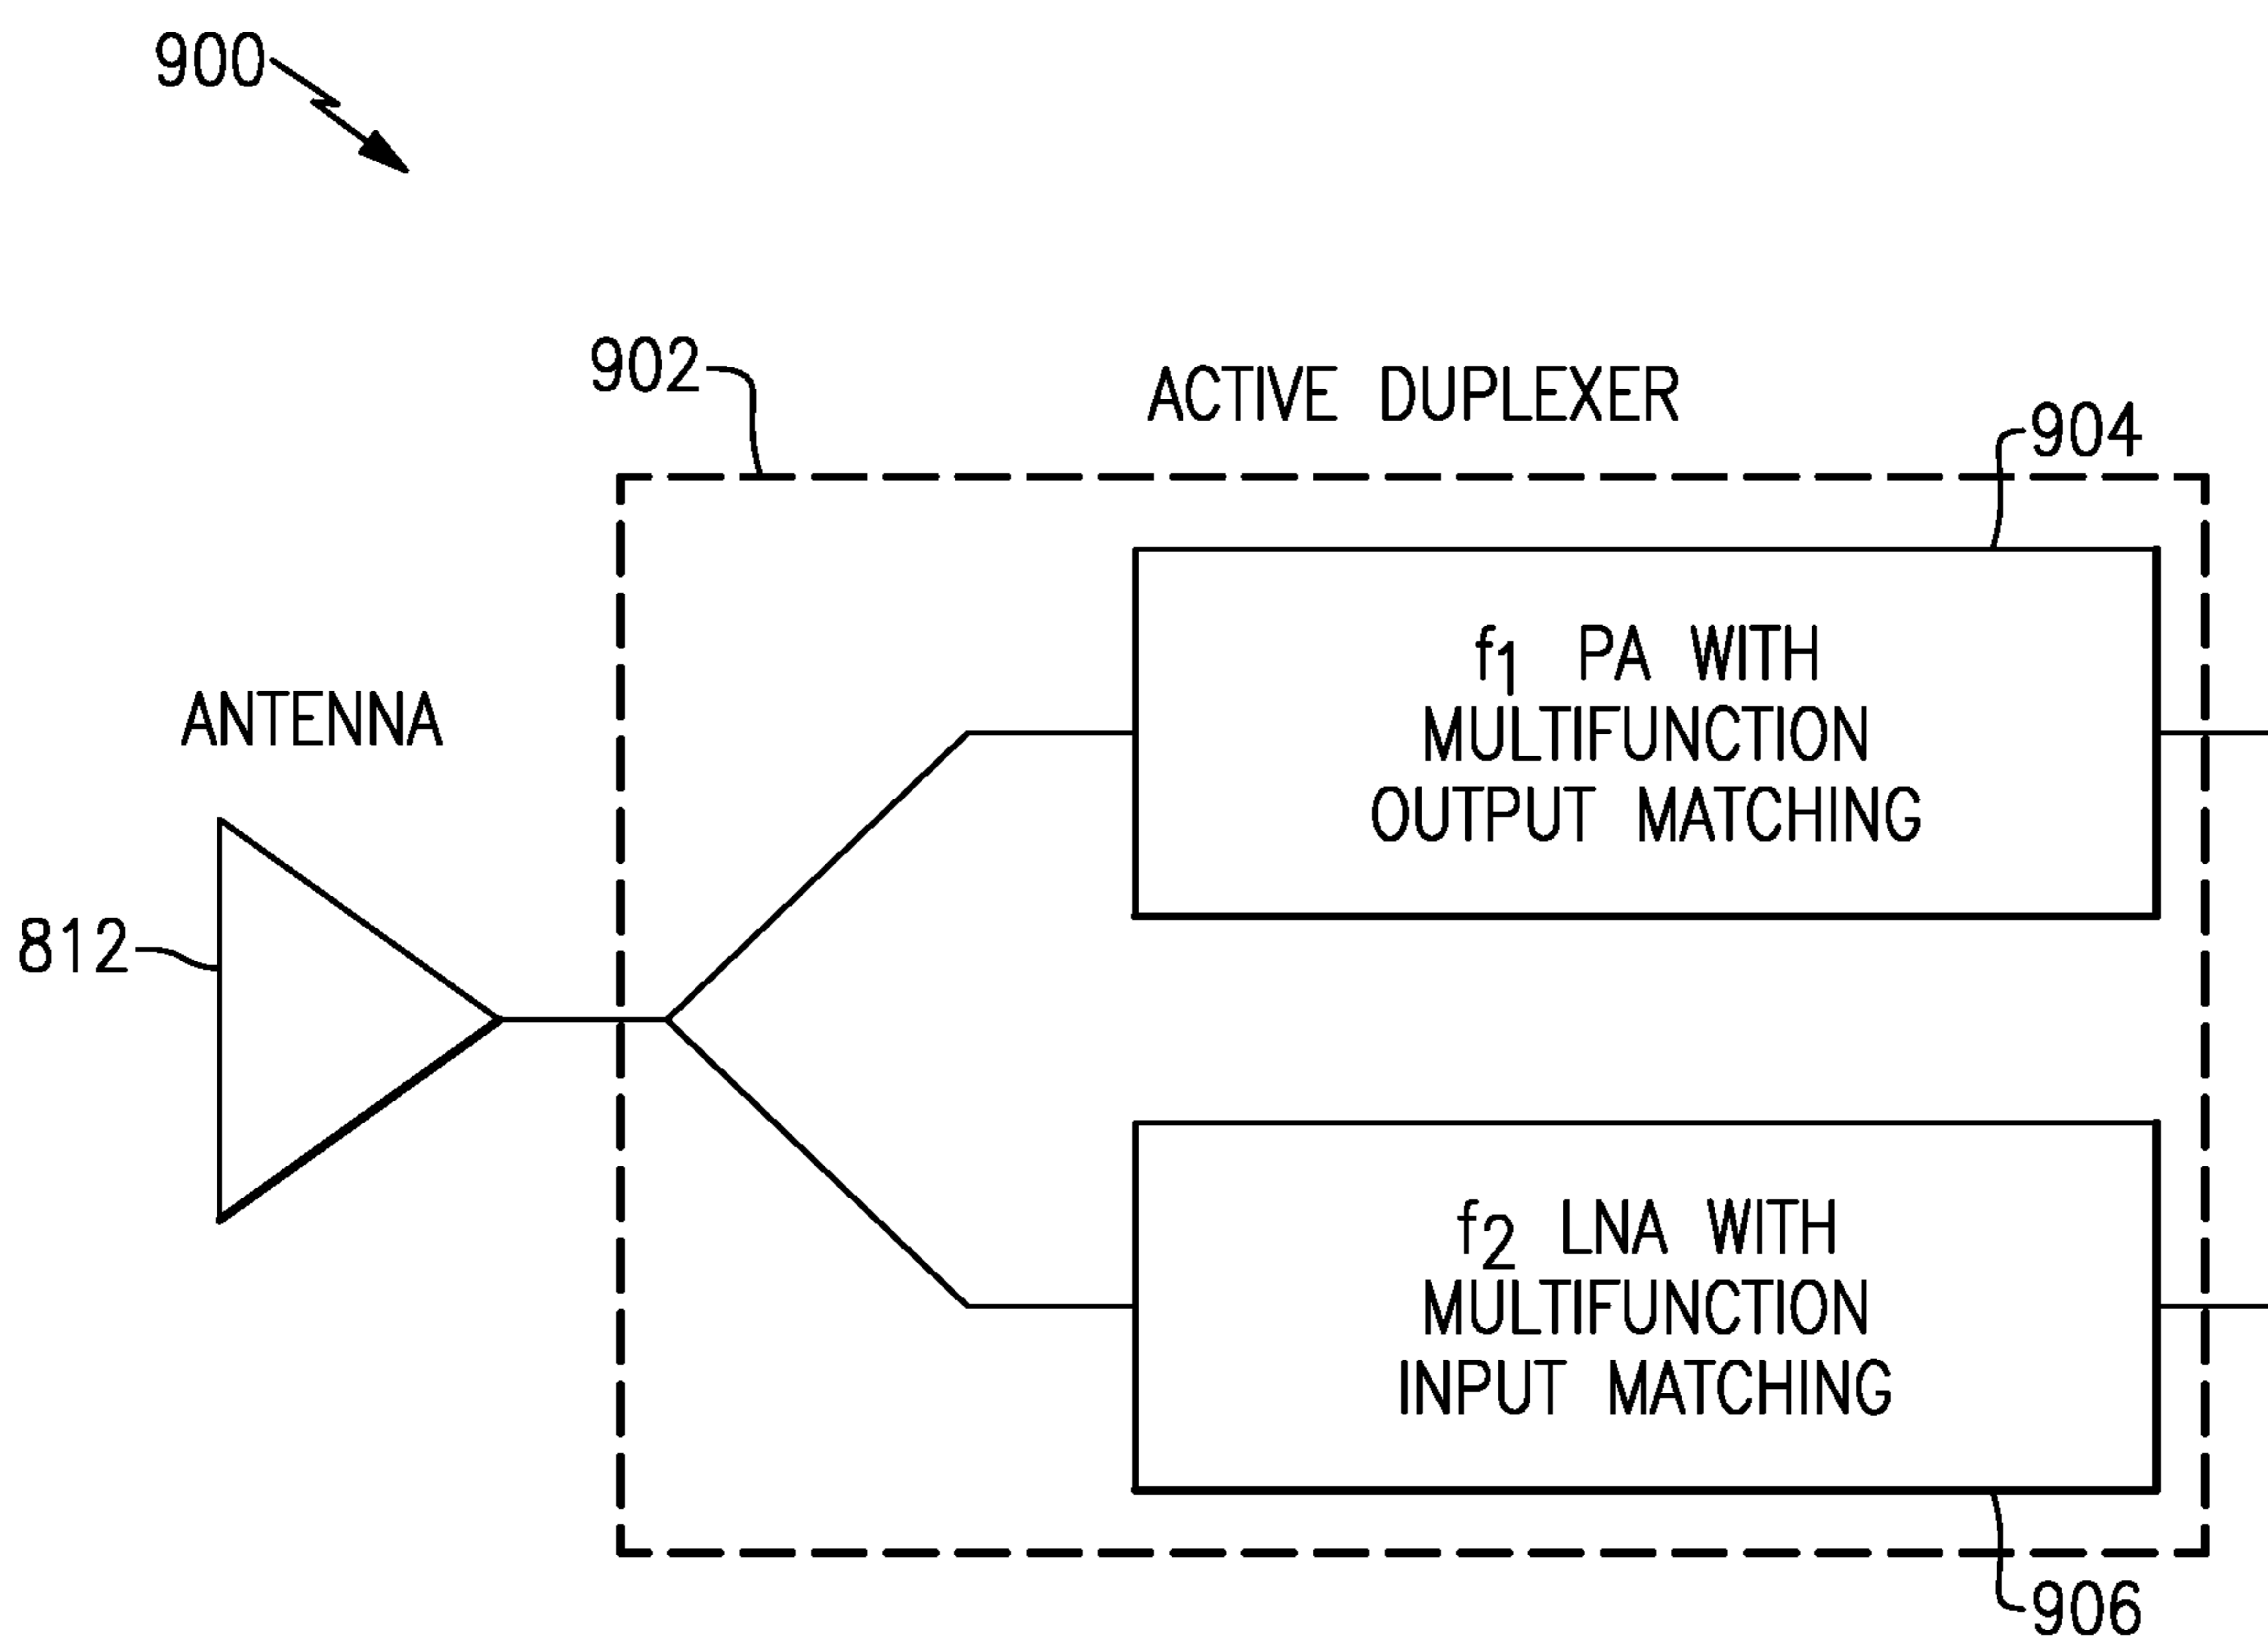 900
902
ACTIVE DUPLEXER
904
f1 PA WITH
MULTIFUNCTION
OUTPUT MATCHING
ANTENNA
812
f2 LNA WITH
MULTIFUNCTION
INPUT MATCHING
906